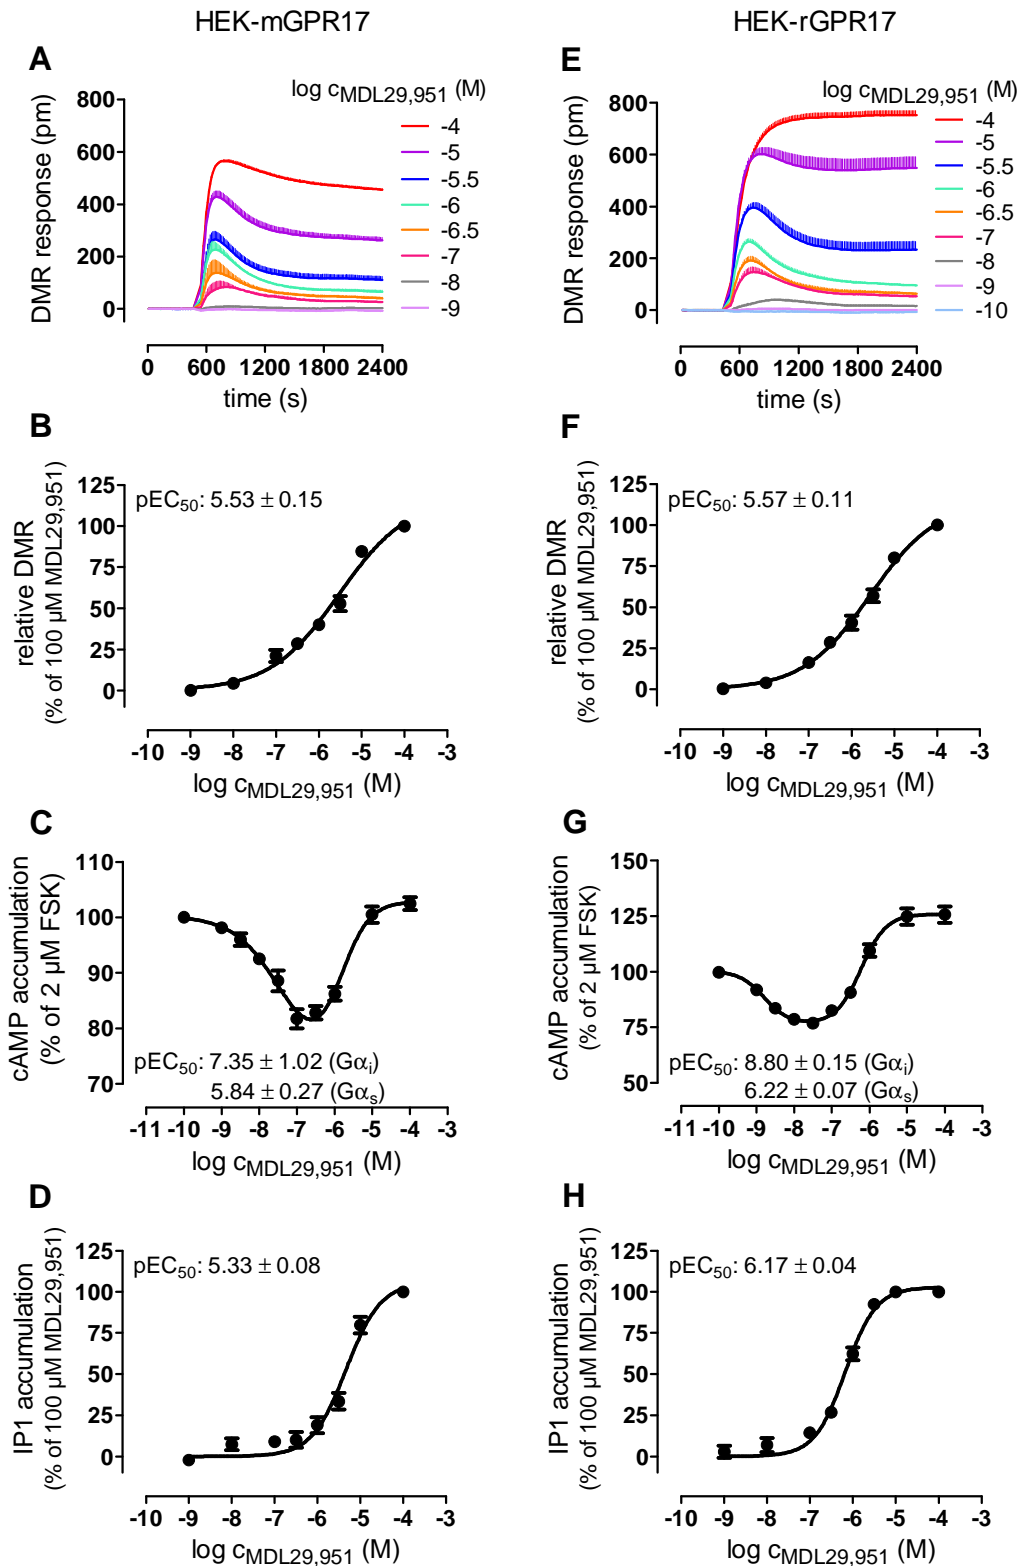 HEK-mGPR17
HEK-rGPR17
A
log cMDL29,951 (M)
DMR response (pm)
800
600
400
200
0
-4
-5
-5.5
-6
-6.5
-7
-8
-9
0 600 1200 1800 2400
time (s)
E
log cMDL29,951 (M)
DMR response (pm)
800
600
400
200
0
-4
-5
-5.5
-6
-6.5
-7
-8
-9
-10
0 600 1200 1800 2400
time (s)
B
relative DMR
(% of 100 µM MDL29,951)
125
100
75
50
25
0
pEC50: 5.53 ± 0.15
-10 -9 -8 -7 -6 -5 -4 -3
log cMDL29,951 (M)
F
relative DMR
(% of 100 µM MDL29,951)
125
100
75
50
25
0
pEC50: 5.57 ± 0.11
-10 -9 -8 -7 -6 -5 -4 -3
log cMDL29,951 (M)
C
cAMP accumulation
(% of 2 µM FSK)
110
100
90
80
70
pEC50: 7.35 ± 1.02 (Gαi)
5.84 ± 0.27 (Gαs)
-11 -10 -9 -8 -7 -6 -5 -4 -3
log cMDL29,951 (M)
G
cAMP accumulation
(% of 2 µM FSK)
150
125
100
75
50
pEC50: 8.80 ± 0.15 (Gαi)
6.22 ± 0.07 (Gαs)
-11 -10 -9 -8 -7 -6 -5 -4 -3
log cMDL29,951 (M)
D
IP1 accumulation
(% of 100 µM MDL29,951)
125
100
75
50
25
0
pEC50: 5.33 ± 0.08
-10 -9 -8 -7 -6 -5 -4 -3
log cMDL29,951 (M)
H
IP1 accumulation
(% of 100 µM MDL29,951)
125
100
75
50
25
0
pEC50: 6.17 ± 0.04
-10 -9 -8 -7 -6 -5 -4 -3
log cMDL29,951 (M)